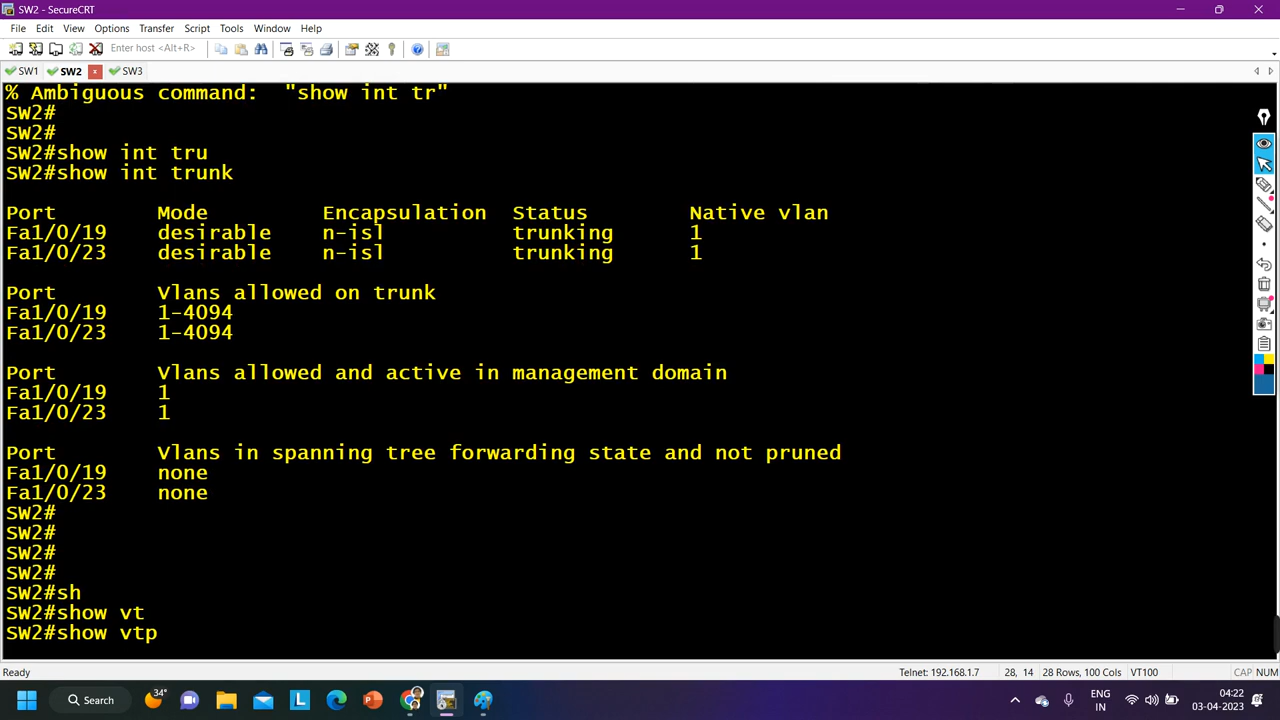 SW2 - SecureCRT
File Edit View Options Transfer Script Tools Window Help
Enter host <Alt+R>
SW1 SW2 x SW3
% Ambiguous command:  "show int tr"
SW2#
SW2#
SW2#show int tru
SW2#show int trunk
Port Mode Encapsulation Status Native vlan
Fa1/0/19 desirable n-isl trunking 1
Fa1/0/23 desirable n-isl trunking 1
Port Vlans allowed on trunk
Fa1/0/19 1-4094
Fa1/0/23 1-4094
Port Vlans allowed and active in management domain
Fa1/0/19 1
Fa1/0/23 1
Port Vlans in spanning tree forwarding state and not pruned
Fa1/0/19 none
Fa1/0/23 none
SW2#
SW2#
SW2#
SW2#
SW2#sh
SW2#show vt
SW2#show vtp
Ready Telnet: 192.168.1.7 28, 14 28 Rows, 100 Cols VT100 CAP NUM
34° Search L P ENG 04:22
IN 03-04-2023